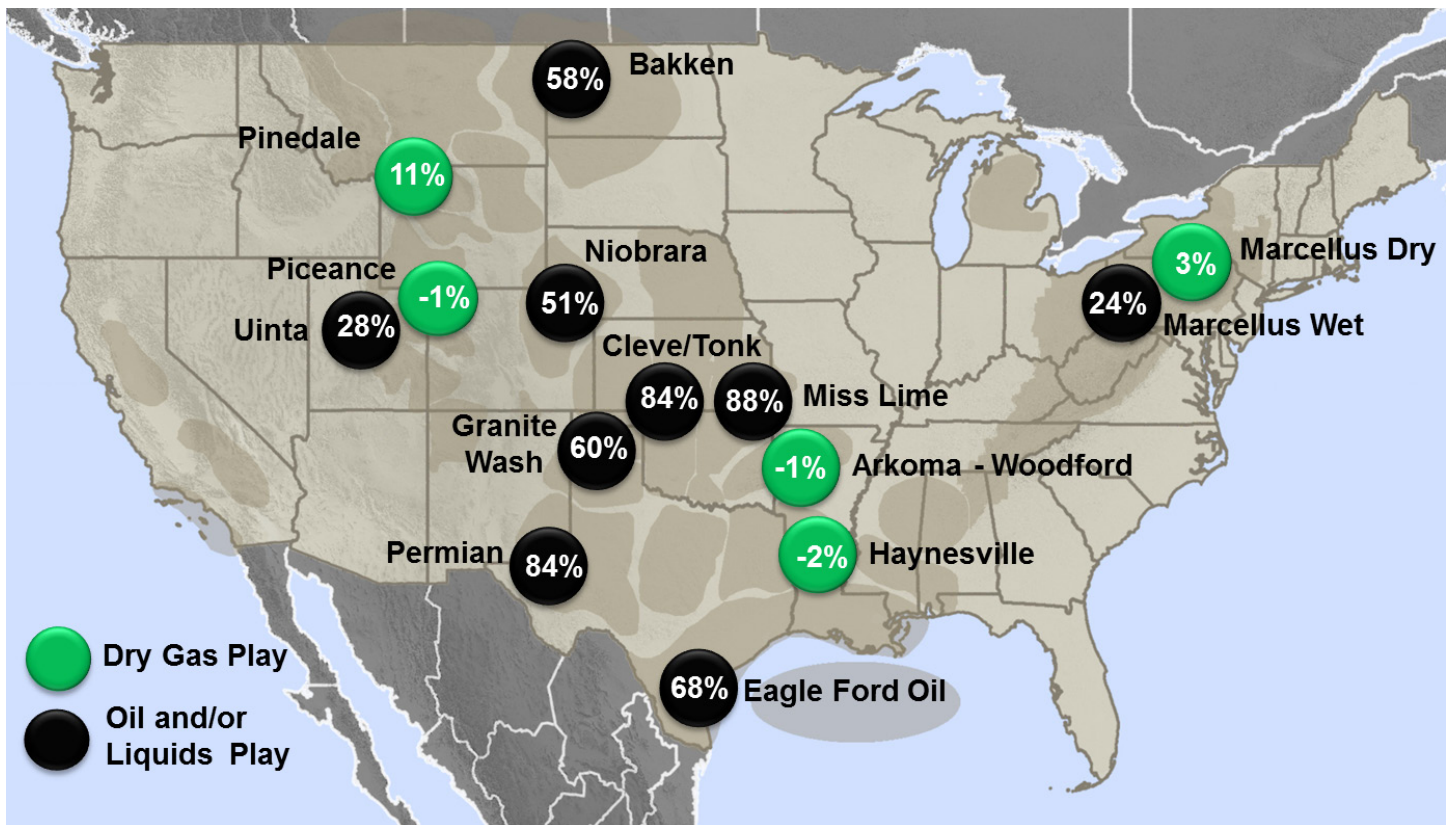 58%
Bakken
Pinedale
11%
Niobrara
Marcellus Dry
3%
Piceance
-1%
51%
24%
Marcellus Wet
Uinta
28%
Cleve/Tonk
84%
88%
Miss Lime
Granite
Wash
60%
-1%
Arkoma - Woodford
Permian
84%
-2%
Haynesville
Dry Gas Play
68%
Eagle Ford Oil
Oil and/or
Liquids Play